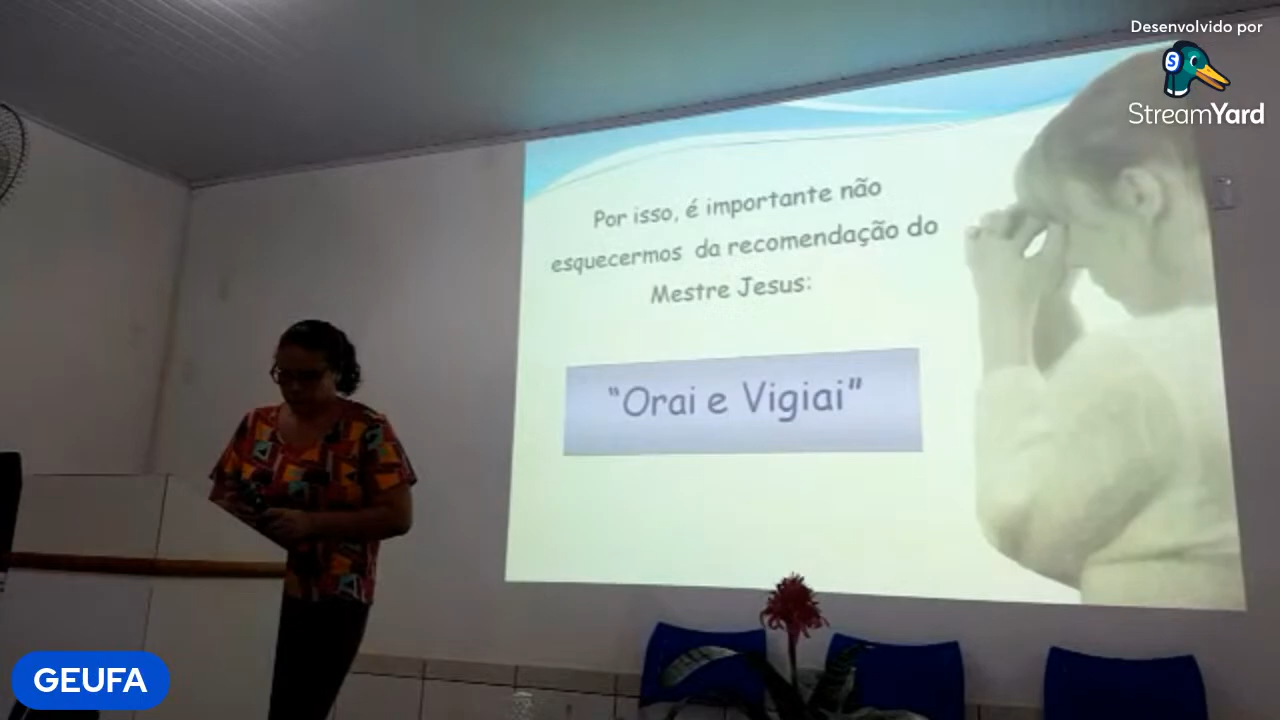 Desenvolvido por
StreamYard
Por isso, é importante não
esquecermos da recomendação do
Mestre Jesus:
“Orai e Vigiai”
GEUFA